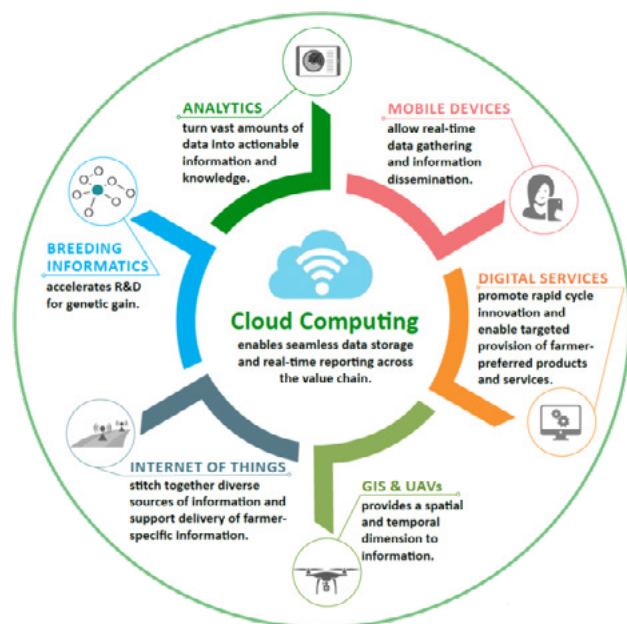 ANALYTICS
turn vast amounts of
data into actionable
information and
knowledge.
MOBILE DEVICES
allow real-time
data gathering
and information
dissemination.
BREEDING
INFORMATICS
accelerates R&D
for genetic gain.
Cloud Computing
enables seamless data storage
and real-time reporting across
the value chain.
DIGITAL SERVICES
promote rapid cycle
innovation and
enable targeted
provision of farmer-
preferred products
and services.
INTERNET OF THINGS
stitch together diverse
sources of information and
support delivery of farmer-
specific information.
GIS & UAVs
provides a spatial
and temporal
dimension to
information.